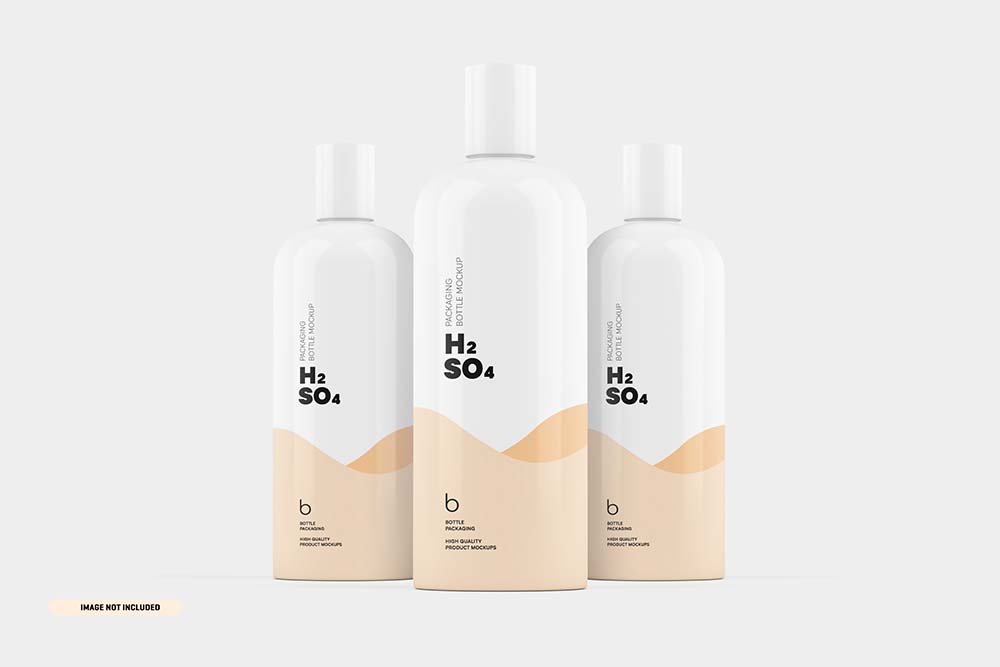 PACKAGING
BOTTLE MOCKUP
H2
SO4
b
BOTTLE
PACKAGING
HIGH QUALITY
PRODUCT MOCKUPS
PACKAGING
BOTTLE MOCKUP
H2
SO4
b
BOTTLE
PACKAGING
HIGH QUALITY
PRODUCT MOCKUPS
PACKAGING
BOTTLE MOCKUP
H2
SO4
b
BOTTLE
PACKAGING
HIGH QUALITY
PRODUCT MOCKUPS
IMAGE NOT INCLUDED